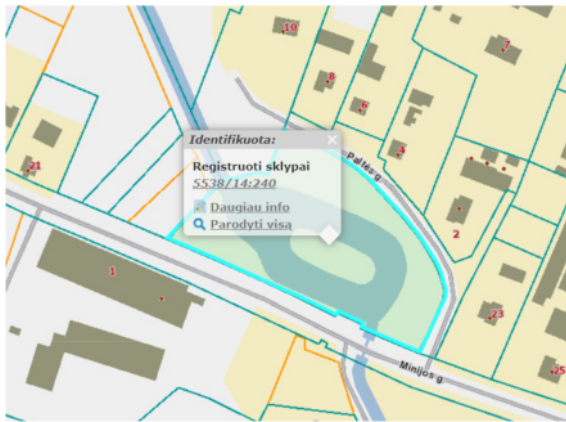 10
7
8
6
Identifikuota:
4
Pallės g.
21
Registruoti sklypai
5538/14:240
Daugiau info
Parodyti visą
2
1
23
Minijos g
25